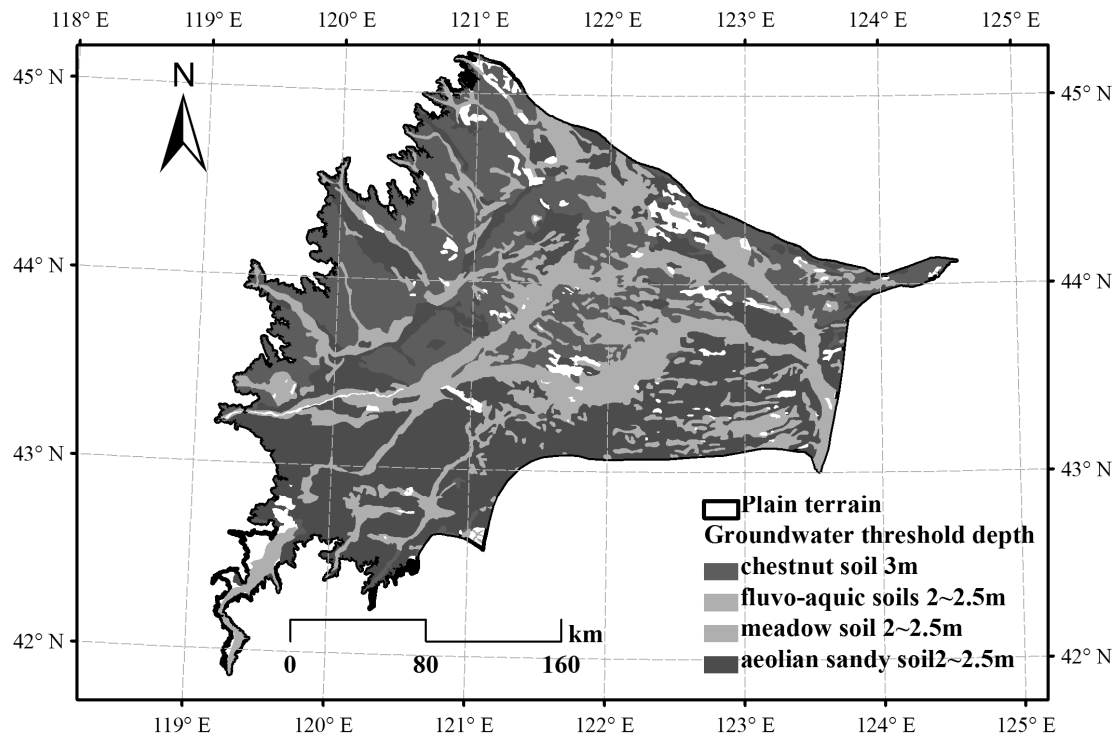 118° E 119° E 120° E 121° E 122° E 123° E 124° E 125° E
45° N 45° N
N
44° N 44° N
43° N 43° N
Plain terrain
Groundwater threshold depth
chestnut soil 3m
fluvo-aquic soils 2~2.5m
meadow soil 2~2.5m
aeolian sandy soil2~2.5m
km
0 80 160
42° N 42° N
119° E 120° E 121° E 122° E 123° E 124° E 125° E